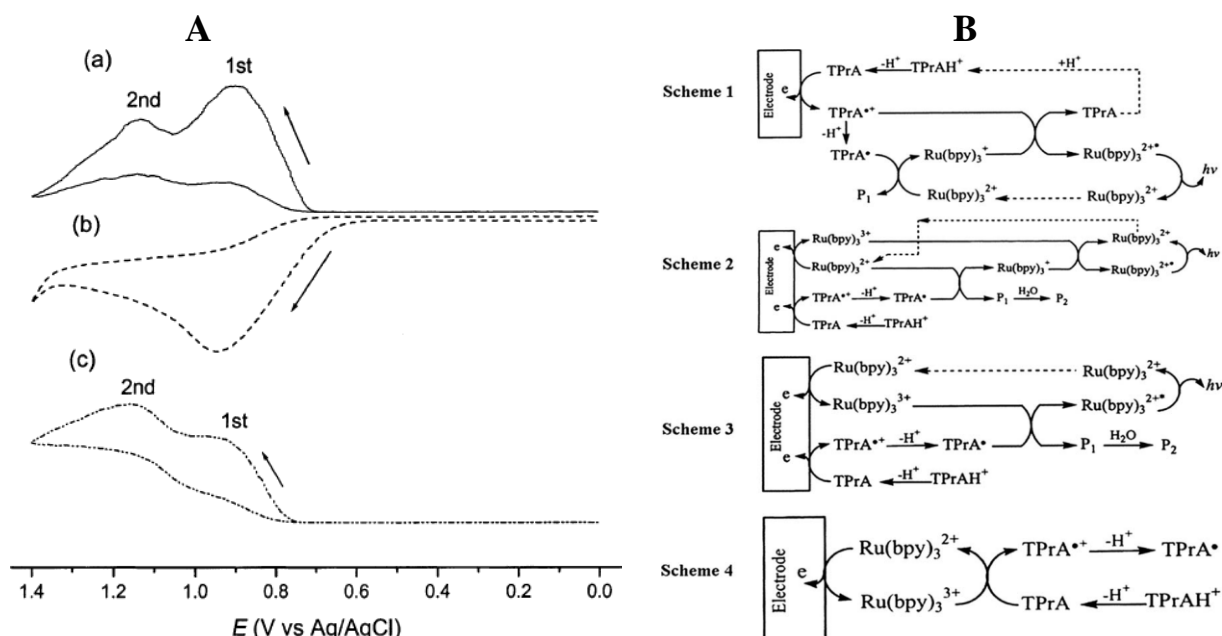 A
(a)
1st
2nd
(b)
(c)
2nd
1st
1.4 1.2 1.0 0.8 0.6 0.4 0.2 0.0
E (V vs Ag/AgCl)
B
Scheme 1
Electrode
e
TPrA -H⁺ TPrAH⁺ +H⁺
TPrA•⁺ TPrA
-H⁺
TPrA• Ru(bpy)₃⁺ Ru(bpy)₃²⁺*
hν
P₁ Ru(bpy)₃²⁺ Ru(bpy)₃²⁺
Scheme 2
Electrode
e
e
Ru(bpy)₃³⁺ Ru(bpy)₃²⁺
Ru(bpy)₃²⁺ Ru(bpy)₃⁺ Ru(bpy)₃²⁺*
hν
TPrA•⁺ -H⁺ TPrA• P₁ H₂O P₂
TPrA -H⁺ TPrAH⁺
Scheme 3
Electrode
e
e
Ru(bpy)₃²⁺ Ru(bpy)₃²⁺
hν
Ru(bpy)₃³⁺ Ru(bpy)₃²⁺*
TPrA•⁺ -H⁺ TPrA• P₁ H₂O P₂
TPrA -H⁺ TPrAH⁺
Scheme 4
Electrode
e
Ru(bpy)₃²⁺ TPrA•⁺ -H⁺ TPrA•
Ru(bpy)₃³⁺ TPrA -H⁺ TPrAH⁺